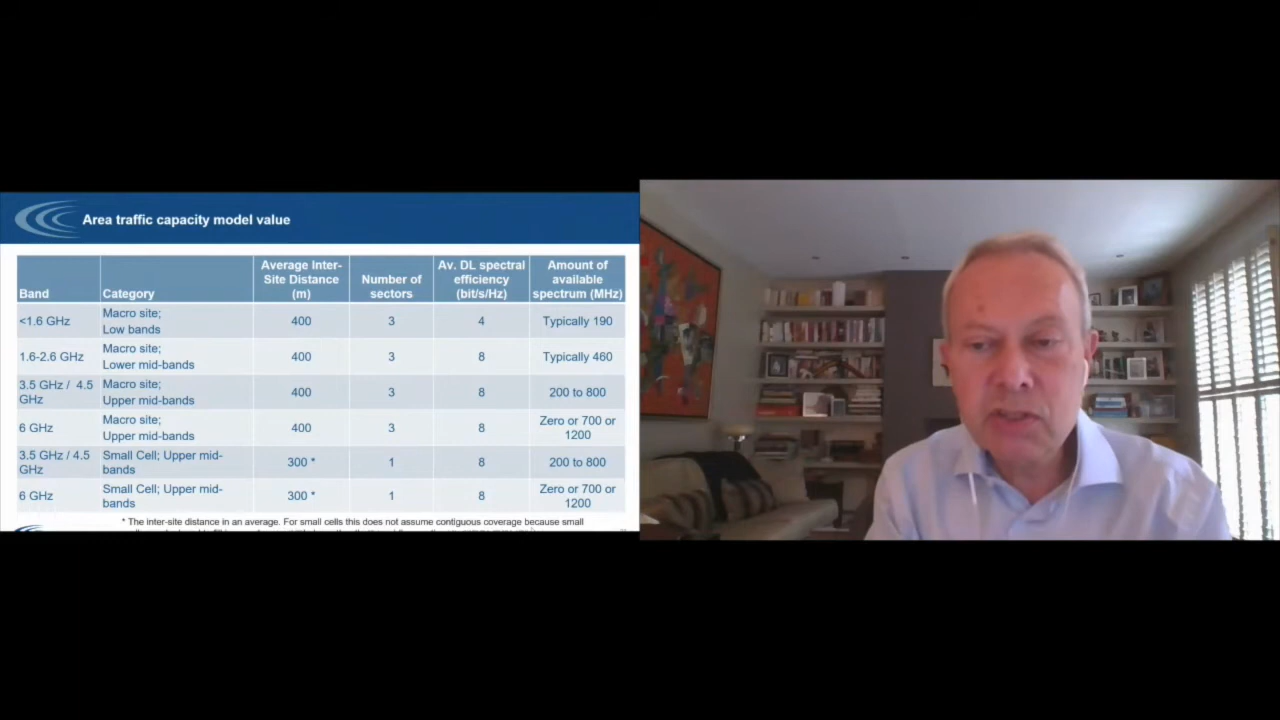 Area traffic capacity model value
Band
Category
Average Inter-
Site Distance
(m)
Number of
sectors
Av. DL spectral
efficiency
(bit/s/Hz)
Amount of
available
spectrum (MHz)
<1.6 GHz
Macro site;
Low bands
400
3
4
Typically 190
1.6-2.6 GHz
Macro site;
Lower mid-bands
400
3
8
Typically 460
3.5 GHz / 4.5
GHz
Macro site;
Upper mid-bands
400
3
8
200 to 800
6 GHz
Macro site;
Upper mid-bands
400
3
8
Zero or 700 or
1200
3.5 GHz / 4.5
GHz
Small Cell; Upper mid-
bands
300 *
1
8
200 to 800
6 GHz
Small Cell; Upper mid-
bands
300 *
1
8
Zero or 700 or
1200
* The inter-site distance in an average. For small cells this does not assume contiguous coverage because small